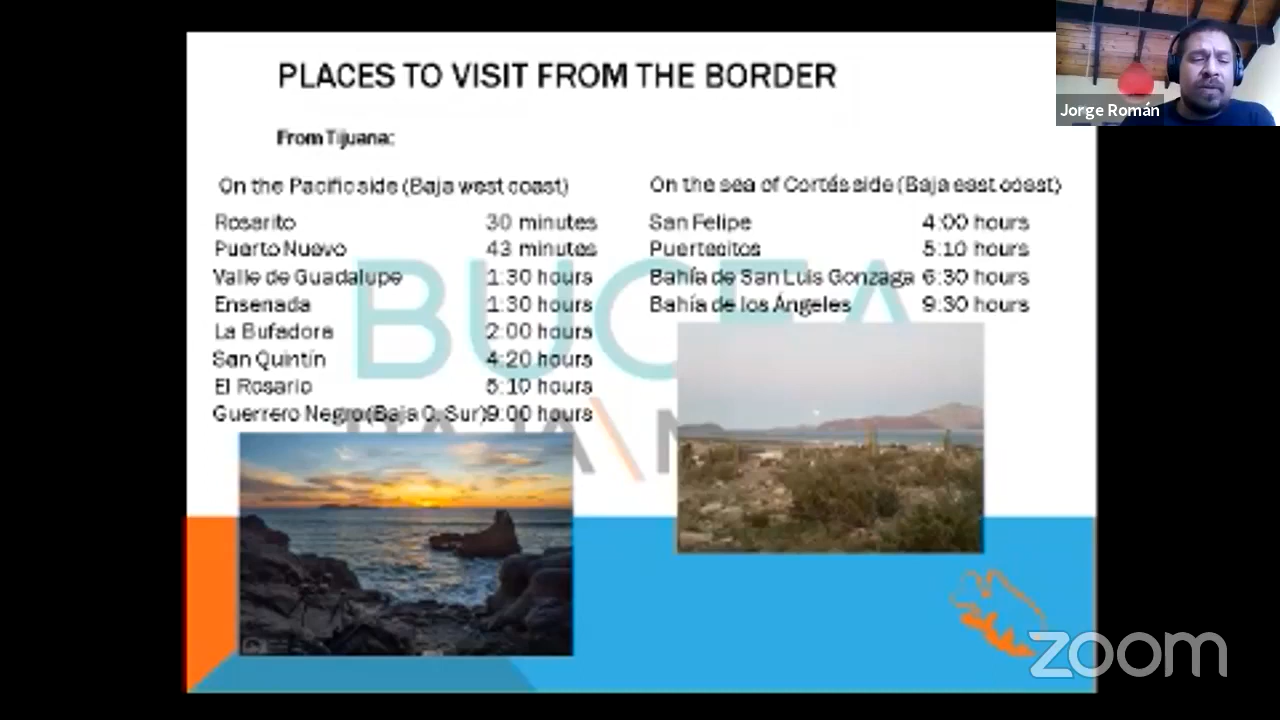 PLACES TO VISIT FROM THE BORDER
Jorge Román
From Tijuana:
On the Pacific side (Baja west coast)
Rosarito 30 minutes
Puerto Nuevo 43 minutes
Valle de Guadalupe 1:30 hours
Ensenada 1:30 hours
La Bufadora 2:00 hours
San Quintín 4:20 hours
El Rosario 5:10 hours
Guerrero Negro (Baja C. Sur) 9:00 hours
On the sea of Cortés side (Baja east coast)
San Felipe 4:00 hours
Puertecitos 5:10 hours
Bahía de San Luis Gonzaga 6:30 hours
Bahía de los Ángeles 9:30 hours
BUCEA
zoom